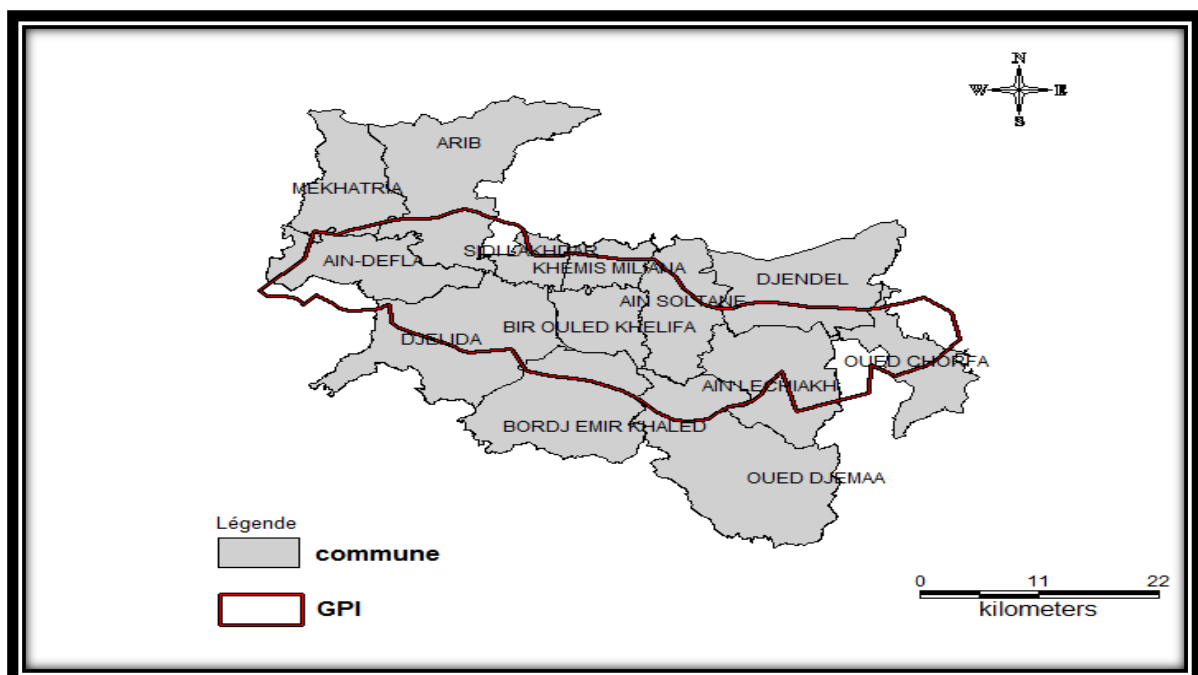 N
W E
S
ARIB
MEKHATRIA
SIDI LAKHDAR
AIN-DEFLA
KHEMIS MILIANA
DJENDEL
AIN SOLTANE
BIR OULED KHELIFA
DJELIDA
OUED CHORFA
AIN LECHIAKH
BORDJ EMIR KHALED
OUED DJEMAA
Légende
commune
GPI
0 11 22
kilometers